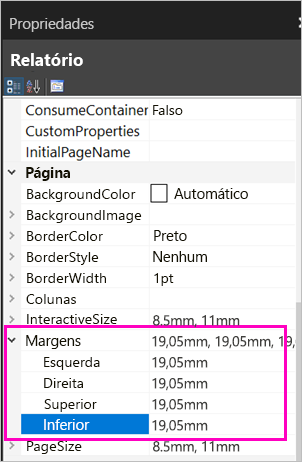 Propriedades
Relatório
ConsumeContainer Falso
CustomProperties
InitialPageName
Página
BackgroundColor Automático
BackgroundImage
BorderColor Preto
BorderStyle Nenhum
BorderWidth 1pt
Colunas
InteractiveSize 8.5mm, 11mm
Margens 19,05mm, 19,05mm, 19,
Esquerda 19,05mm
Direita 19,05mm
Superior 19,05mm
Inferior 19,05mm
PageSize 8.5mm, 11mm